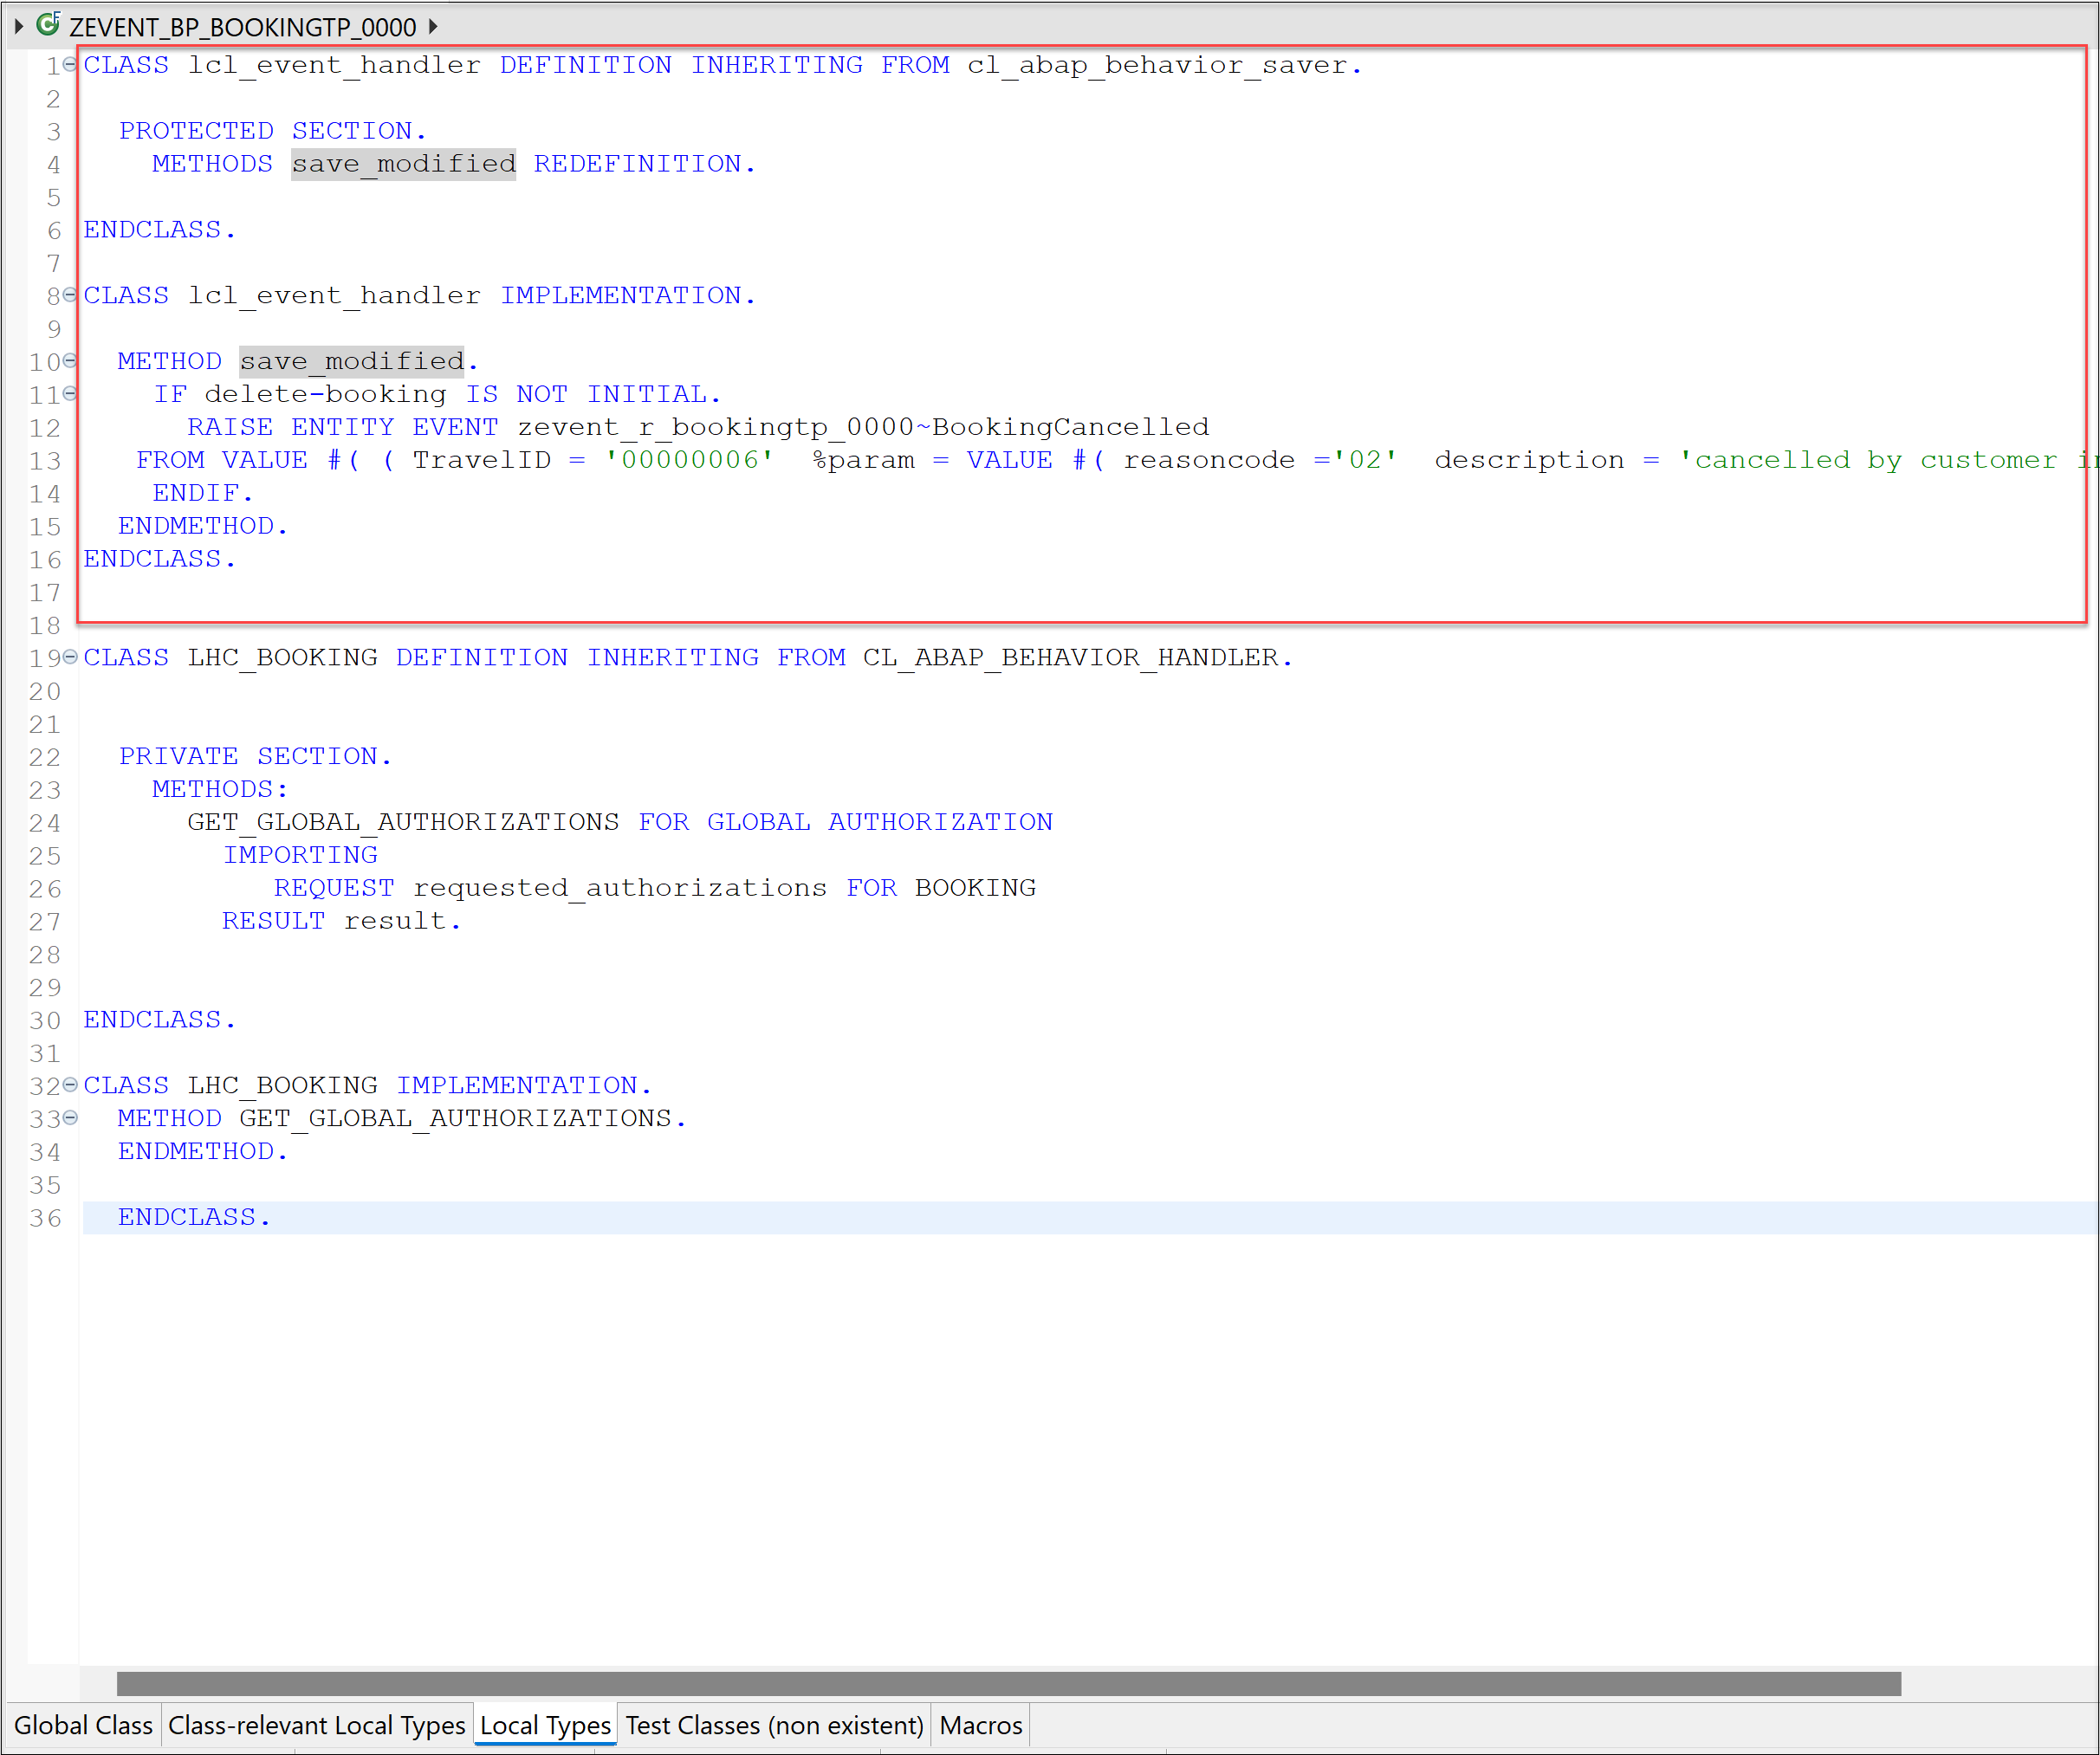 ZEVENT_BP_BOOKINGTP_0000
1 CLASS lcl_event_handler DEFINITION INHERITING FROM cl_abap_behavior_saver.
2
3 PROTECTED SECTION.
4 METHODS save_modified REDEFINITION.
5
6 ENDCLASS.
7
8 CLASS lcl_event_handler IMPLEMENTATION.
9
10 METHOD save_modified.
11 IF delete-booking IS NOT INITIAL.
12 RAISE ENTITY EVENT zevent_r_bookingtp_0000~BookingCancelled
13 FROM VALUE #( ( TravelID = '00000006' %param = VALUE #( reasoncode ='02' description = 'cancelled by customer
14 ENDIF.
15 ENDMETHOD.
16 ENDCLASS.
17
18
19 CLASS LHC_BOOKING DEFINITION INHERITING FROM CL_ABAP_BEHAVIOR_HANDLER.
20
21
22 PRIVATE SECTION.
23 METHODS:
24 GET_GLOBAL_AUTHORIZATIONS FOR GLOBAL AUTHORIZATION
25 IMPORTING
26 REQUEST requested_authorizations FOR BOOKING
27 RESULT result.
28
29
30 ENDCLASS.
31
32 CLASS LHC_BOOKING IMPLEMENTATION.
33 METHOD GET_GLOBAL_AUTHORIZATIONS.
34 ENDMETHOD.
35
36 ENDCLASS.
Global Class Class-relevant Local Types Local Types Test Classes (non existent) Macros